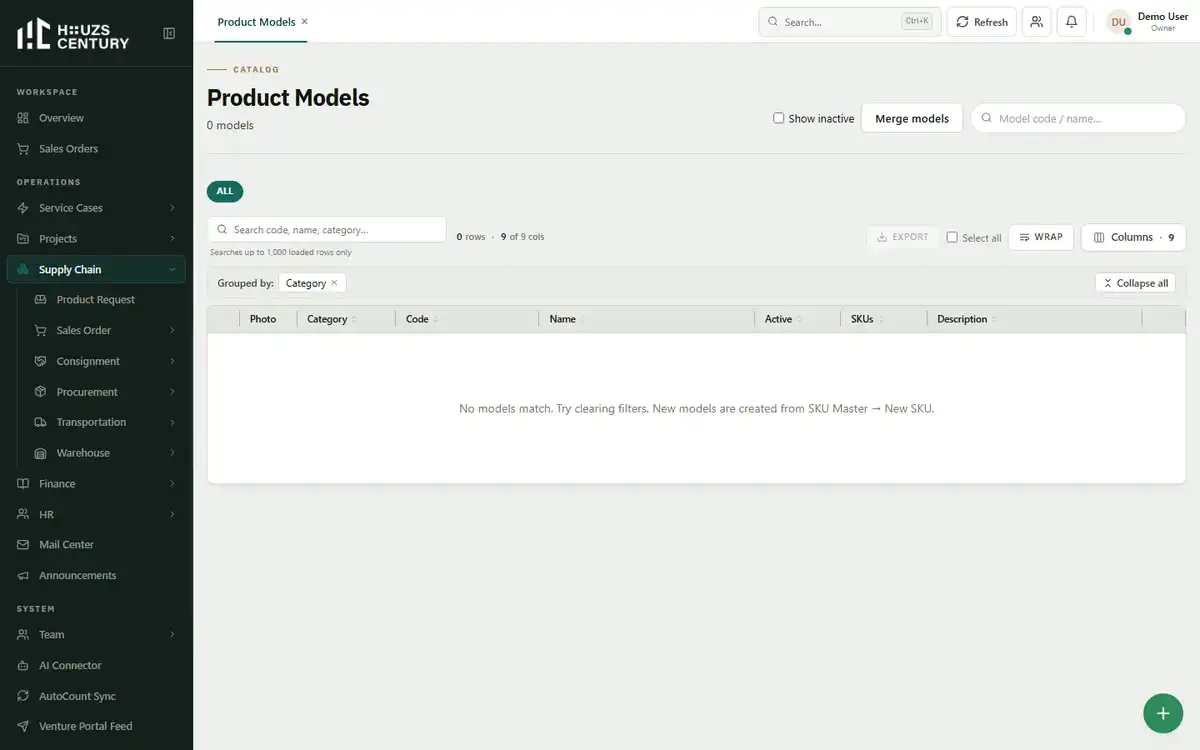 HOUZS
CENTURY
WORKSPACE
Overview
Sales Orders
OPERATIONS
Service Cases
Projects
Supply Chain
Product Request
Sales Order
Consignment
Procurement
Transportation
Warehouse
Finance
HR
Mail Center
Announcements
SYSTEM
Team
AI Connector
AutoCount Sync
Venture Portal Feed
Product Models ×
Search... Ctrl+K
Refresh
DU
Demo User
Owner
CATALOG
Product Models
0 models
Show inactive
Merge models
Model code / name...
ALL
Search code, name, category...
0 rows · 9 of 9 cols
EXPORT
Select all
WRAP
Columns · 9
Searches up to 1,000 loaded rows only
Grouped by: Category ×
Collapse all
Photo Category Code Name Active SKUs Description
No models match. Try clearing filters. New models are created from SKU Master → New SKU.